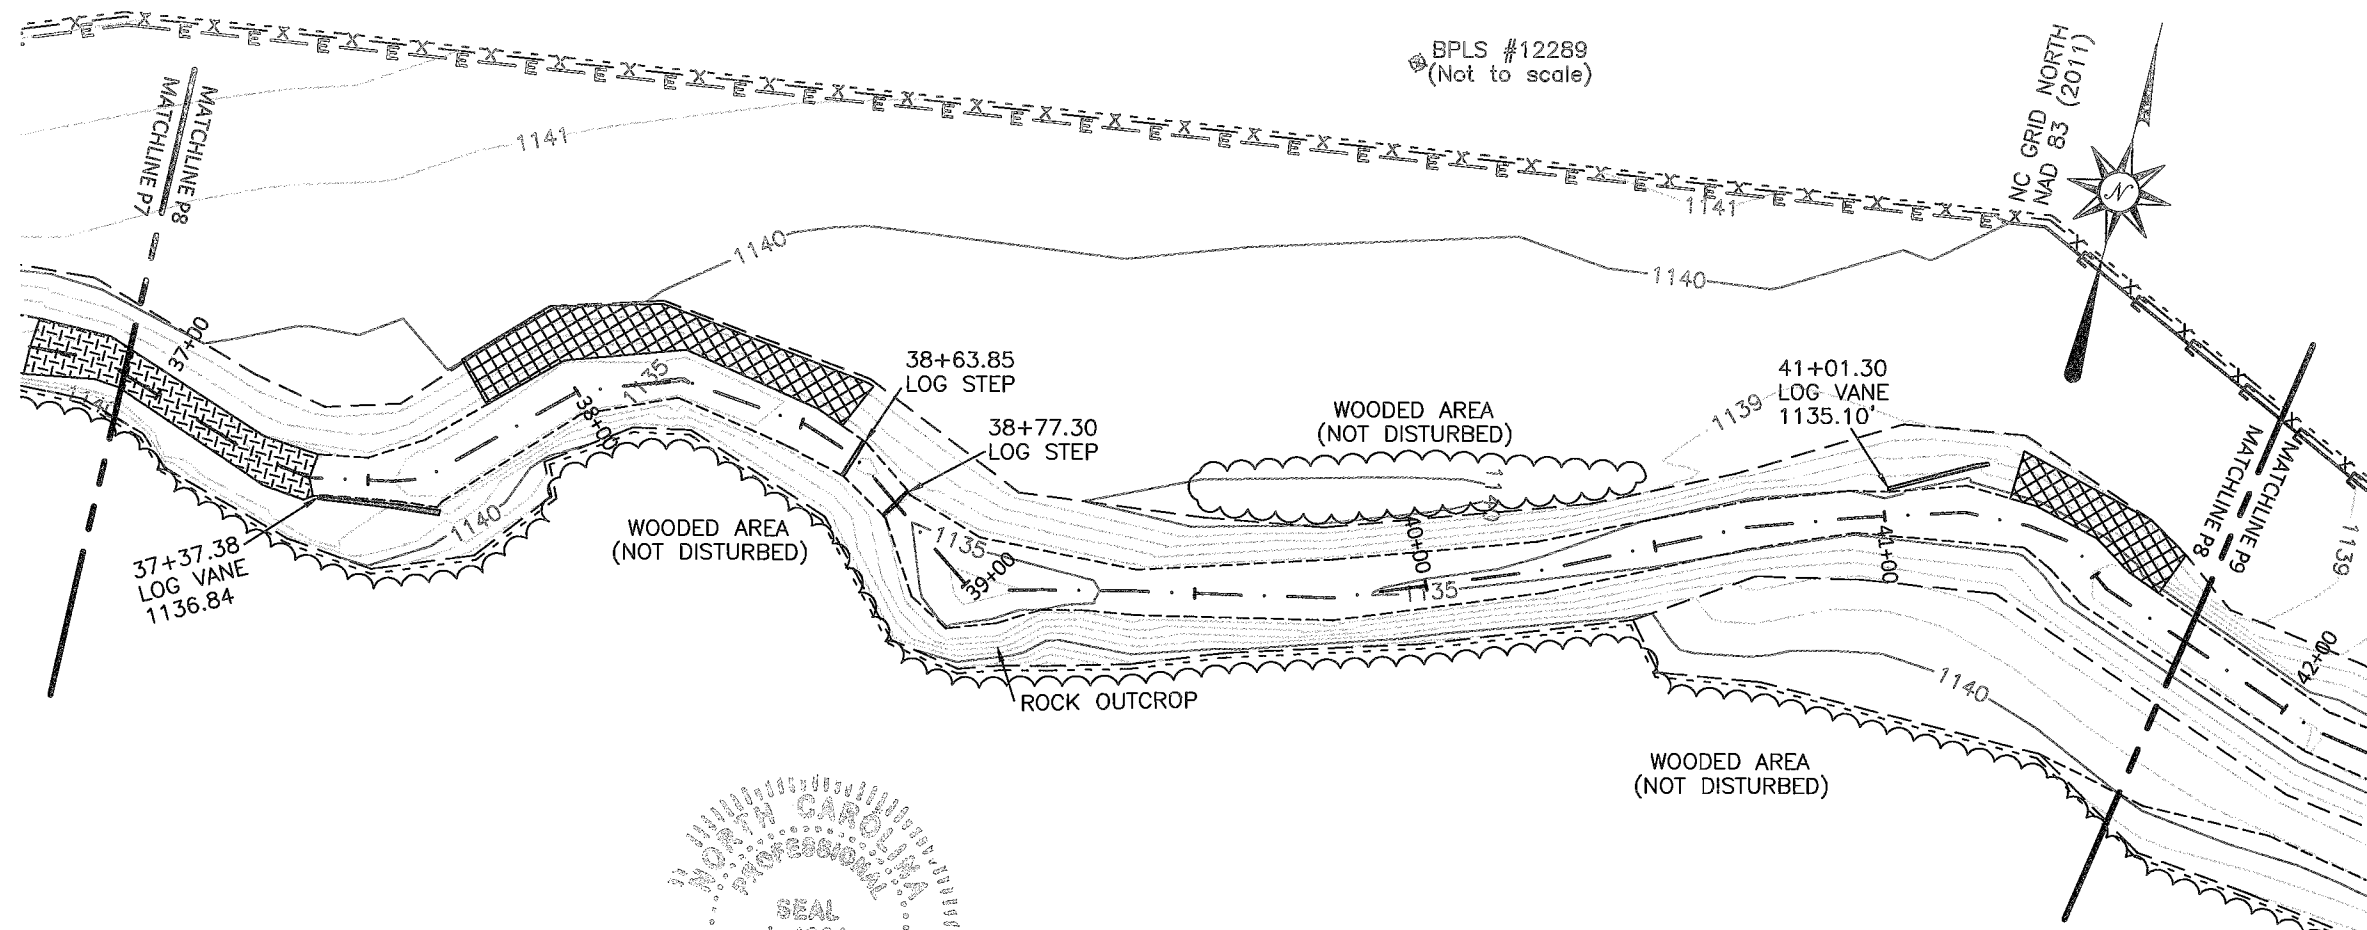 BPLS #12289
(Not to scale)
NC GRID NORTH
NAD 83 (2011)
N
MATCHLINE P8
MATCHLINE P7
1141
1141
1140
1140
37+00
38+63.85
LOG STEP
38+77.30
LOG STEP
1135
38+00
WOODED AREA
(NOT DISTURBED)
1139
41+01.30
LOG VANE
1135.10'
MATCHLINE P9
MATCHLINE P8
1140
37+37.38
LOG VANE
1136.84
WOODED AREA
(NOT DISTURBED)
1135
39+00
40+00
1135
41+00
1139
42+00
ROCK OUTCROP
1140
WOODED AREA
(NOT DISTURBED)
NORTH CAROLINA
PROFESSIONAL
SEAL